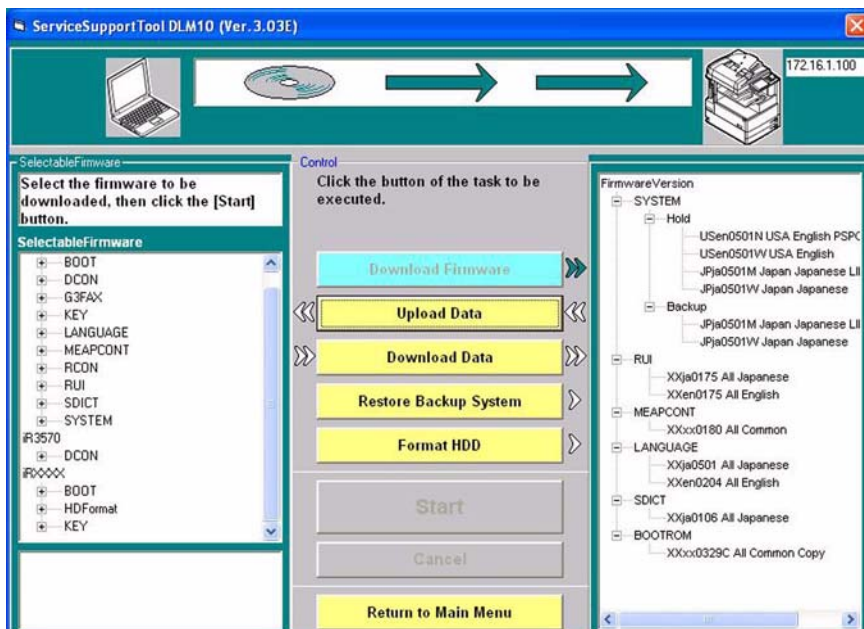 ServiceSupportTool DLM10 (Ver.3.03E)
172.16.1.100
SelectableFirmware
Select the firmware to be
downloaded, then click the [Start]
button.
SelectableFirmware
BOOT
DCON
G3FAX
KEY
LANGUAGE
MEAPCONT
RCON
RUI
SDICT
SYSTEM
iR3570
DCON
iRXXXX
BOOT
HDFormat
KEY
Control
Click the button of the task to be
executed.
Download Firmware
Upload Data
Download Data
Restore Backup System
Format HDD
Start
Cancel
Return to Main Menu
FirmwareVersion
SYSTEM
Hold
USen0501N USA English PSPC
USen0501W USA English
JPja0501M Japan Japanese LI
JPja0501W Japan Japanese
Backup
JPja0501M Japan Japanese LI
JPja0501W Japan Japanese
RUI
XXja0175 All Japanese
XXen0175 All English
MEAPCONT
XXxx0180 All Common
LANGUAGE
XXja0501 All Japanese
XXen0204 All English
SDICT
XXja0106 All Japanese
BOOTROM
XXxx0329C All Common Copy